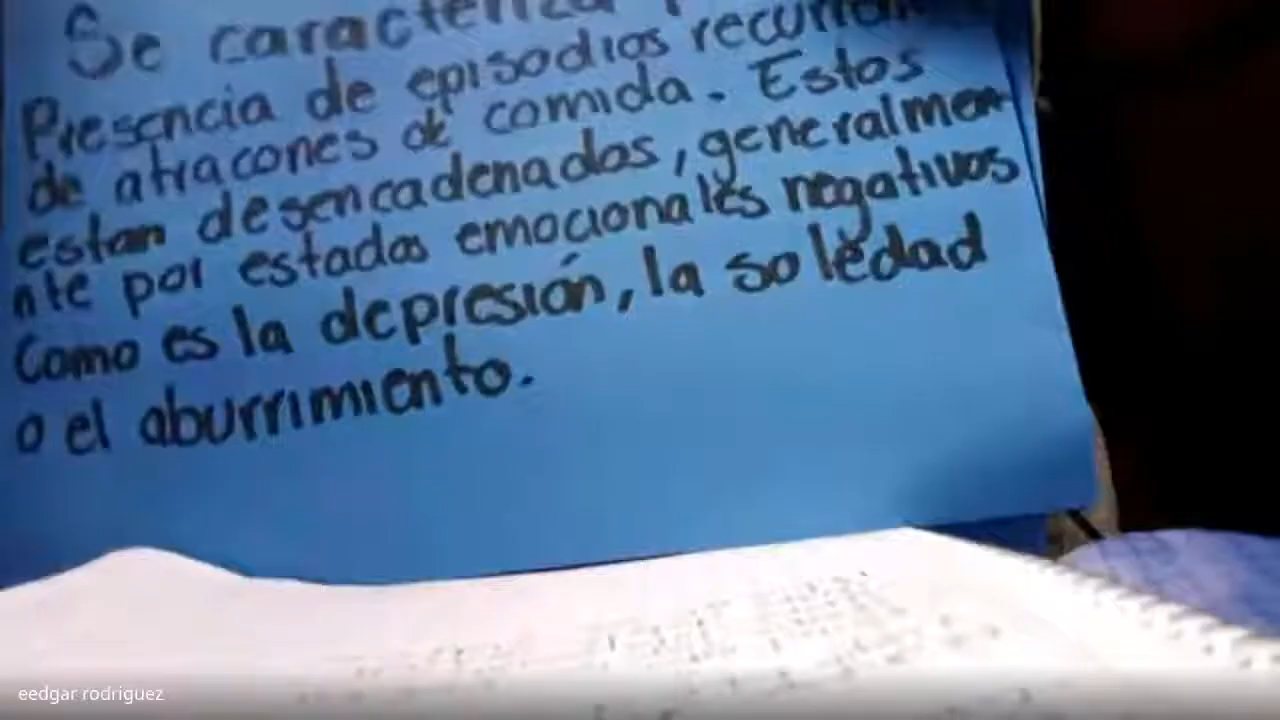 Se caracteriza
Presencia de episodios
de atracones de comida. Estos
estan desencadenados, generalmen-
nte por estados emocionales negativos
Como es la depresión, la soledad
o el aburrimiento.
eedgar rodriguez